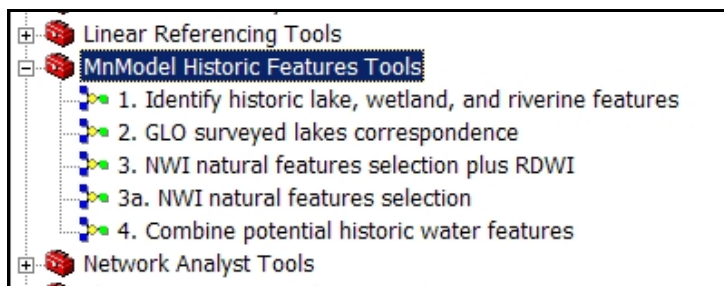 Linear Referencing Tools
MnModel Historic Features Tools
1. Identify historic lake, wetland, and riverine features
2. GLO surveyed lakes correspondence
3. NWI natural features selection plus RDWI
3a. NWI natural features selection
4. Combine potential historic water features
Network Analyst Tools